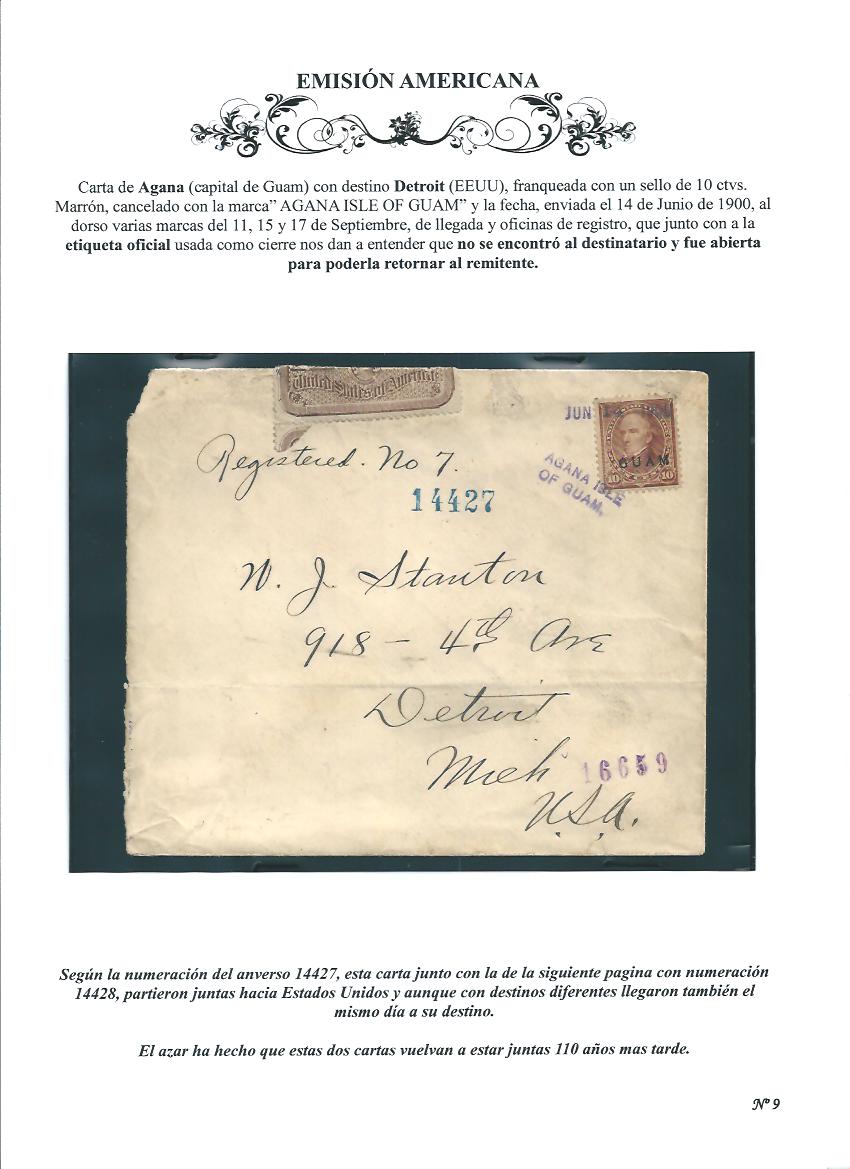 EMISIÓN AMERICANA
Carta de Agana (capital de Guam) con destino Detroit (EEUU), franqueada con un sello de 10 ctvs.
Marrón, cancelado con la marca” AGANA ISLE OF GUAM” y la fecha, enviada el 14 de Junio de 1900, al
dorso varias marcas del 11, 15 y 17 de Septiembre, de llegada y oficinas de registro, que junto con a la
etiqueta oficial usada como cierre nos dan a entender que no se encontró al destinatario y fue abierta
para poderla retornar al remitente.
United States of America
JUN 14
GUAM
10 10
AGANA ISLE
OF GUAM.
Registered. No 7.
14427
W. J. Stanton
918 - 4th Ave
Detroit
Mich
16659
U.S.A.
Según la numeración del anverso 14427, esta carta junto con la de la siguiente pagina con numeración
14428, partieron juntas hacia Estados Unidos y aunque con destinos diferentes llegaron también el
mismo día a su destino.
El azar ha hecho que estas dos cartas vuelvan a estar juntas 110 años mas tarde.
Nº 9